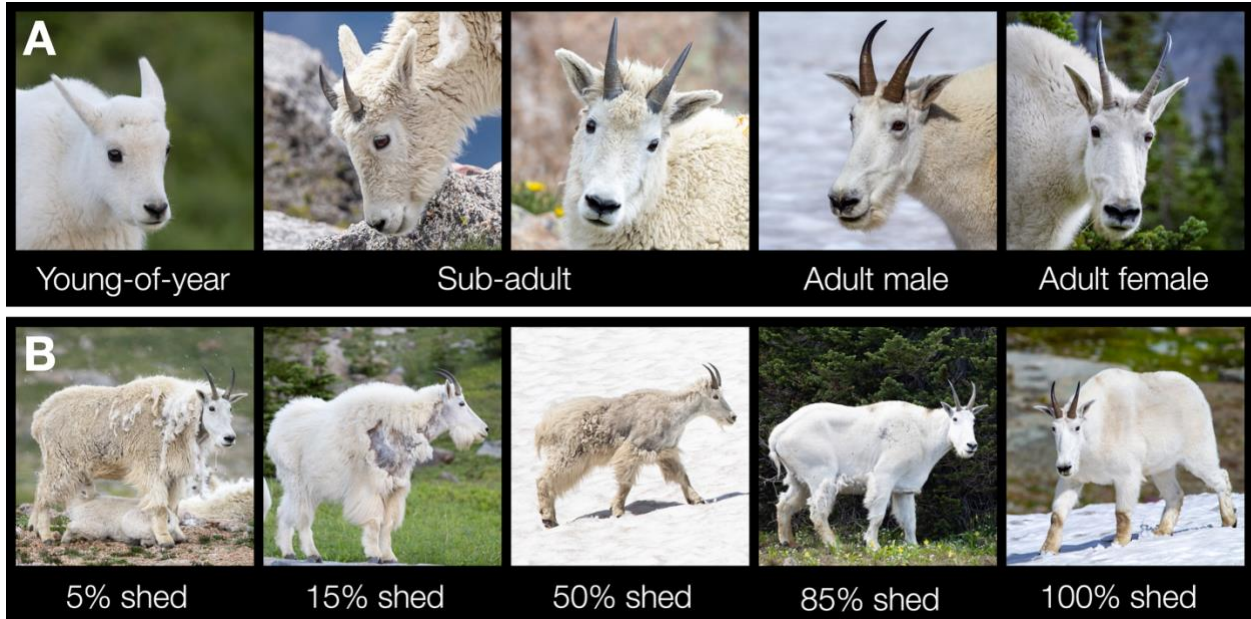 A
Young-of-year Sub-adult Adult male Adult female
B
5% shed 15% shed 50% shed 85% shed 100% shed